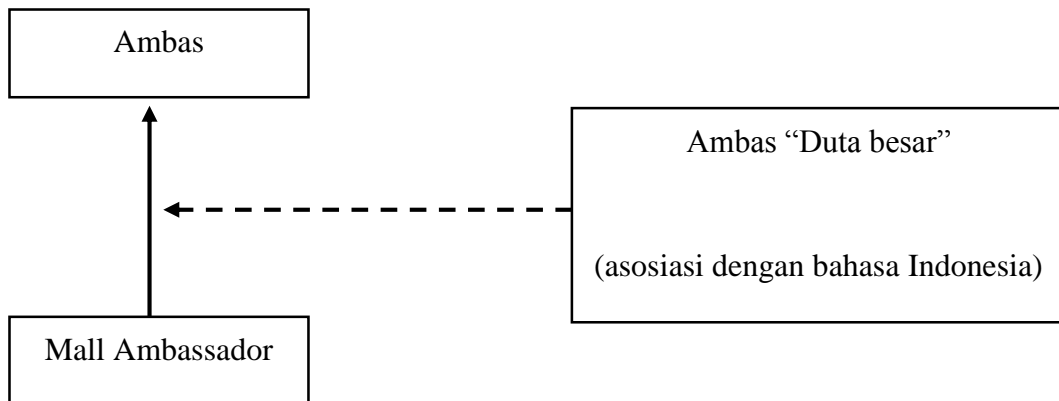 Ambas
Ambas “Duta besar”
(asosiasi dengan bahasa Indonesia)
Mall Ambassador